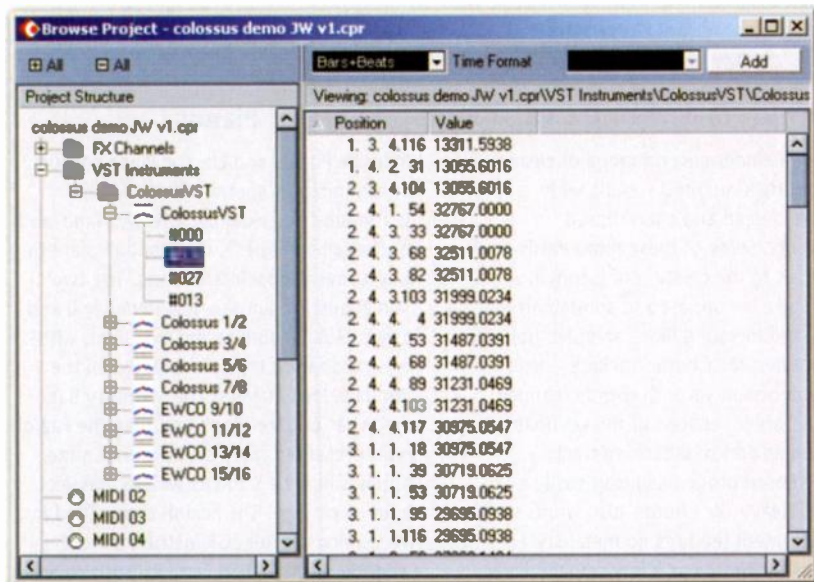 Browse Project - colossus demo JW v1.cpr
All All
Bars+Beats Time Format Add
Project Structure
Viewing: colossus demo JW v1.cpr\VST Instruments\ColossusVST\Colossus
colossus demo JW v1.cpr
FX Channels
VST Instruments
ColossusVST
ColossusVST
#000
#027
#013
Colossus 1/2
Colossus 3/4
Colossus 5/6
Colossus 7/8
EWCO 9/10
EWCO 11/12
EWCO 13/14
EWCO 15/16
MIDI 02
MIDI 03
MIDI 04
Position Value
1. 3. 4.116 13311.5938
1. 4. 2. 31 13055.6016
2. 3. 4.104 13055.6016
2. 4. 2. 54 32767.0000
2. 4. 3. 33 32767.0000
2. 4. 3. 68 32511.0078
2. 4. 3. 82 32511.0078
2. 4. 3.103 31999.0234
2. 4. 4. 31999.0234
2. 4. 4. 53 31487.0391
2. 4. 4. 68 31487.0391
2. 4. 4. 89 31231.0469
2. 4. 4.103 31231.0469
2. 4. 4.117 30975.0547
3. 1. 1. 18 30975.0547
3. 1. 1. 39 30719.0625
3. 1. 1. 53 30719.0625
3. 1. 1. 95 29695.0938
3. 1. 1.116 29695.0938